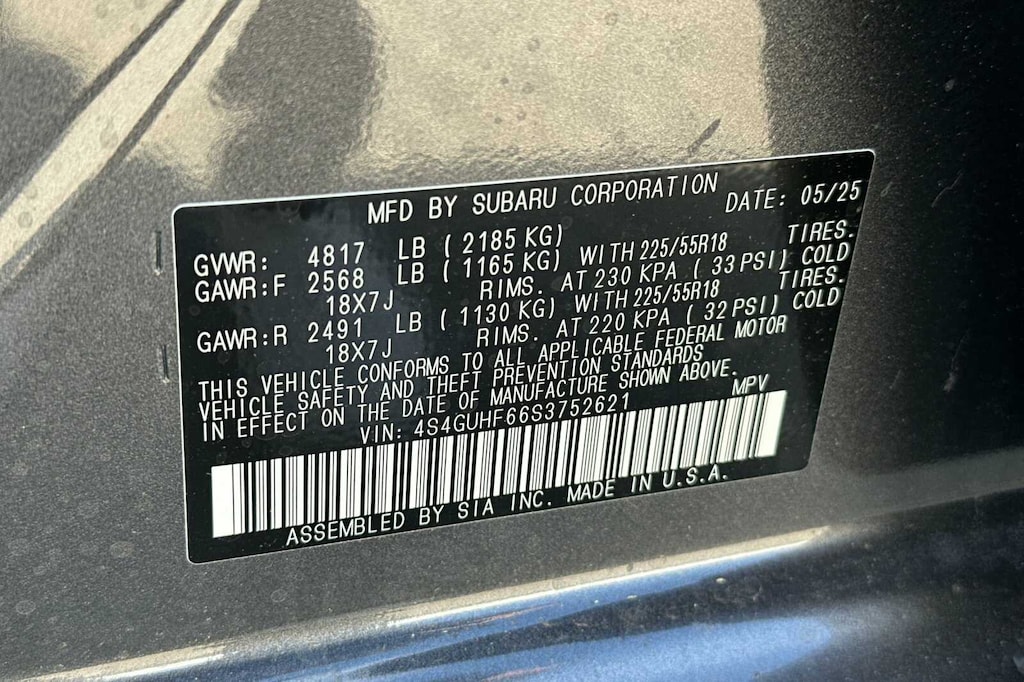 MFD BY SUBARU CORPORATION DATE: 05/25
GVWR: 4817 LB ( 2185 KG)
GAWR:F 2568 LB ( 1165 KG) WITH 225/55R18 TIRES.
18X7J RIMS. AT 230 KPA ( 33 PSI) COLD
GAWR:R 2491 LB ( 1130 KG) WITH 225/55R18 TIRES.
18X7J RIMS. AT 220 KPA ( 32 PSI) COLD
THIS VEHICLE CONFORMS TO ALL APPLICABLE FEDERAL MOTOR
VEHICLE SAFETY AND THEFT PREVENTION STANDARDS
IN EFFECT ON THE DATE OF MANUFACTURE SHOWN ABOVE.
VIN: 4S4GUHF66S3752621 MPV
ASSEMBLED BY SIA INC. MADE IN U.S.A.